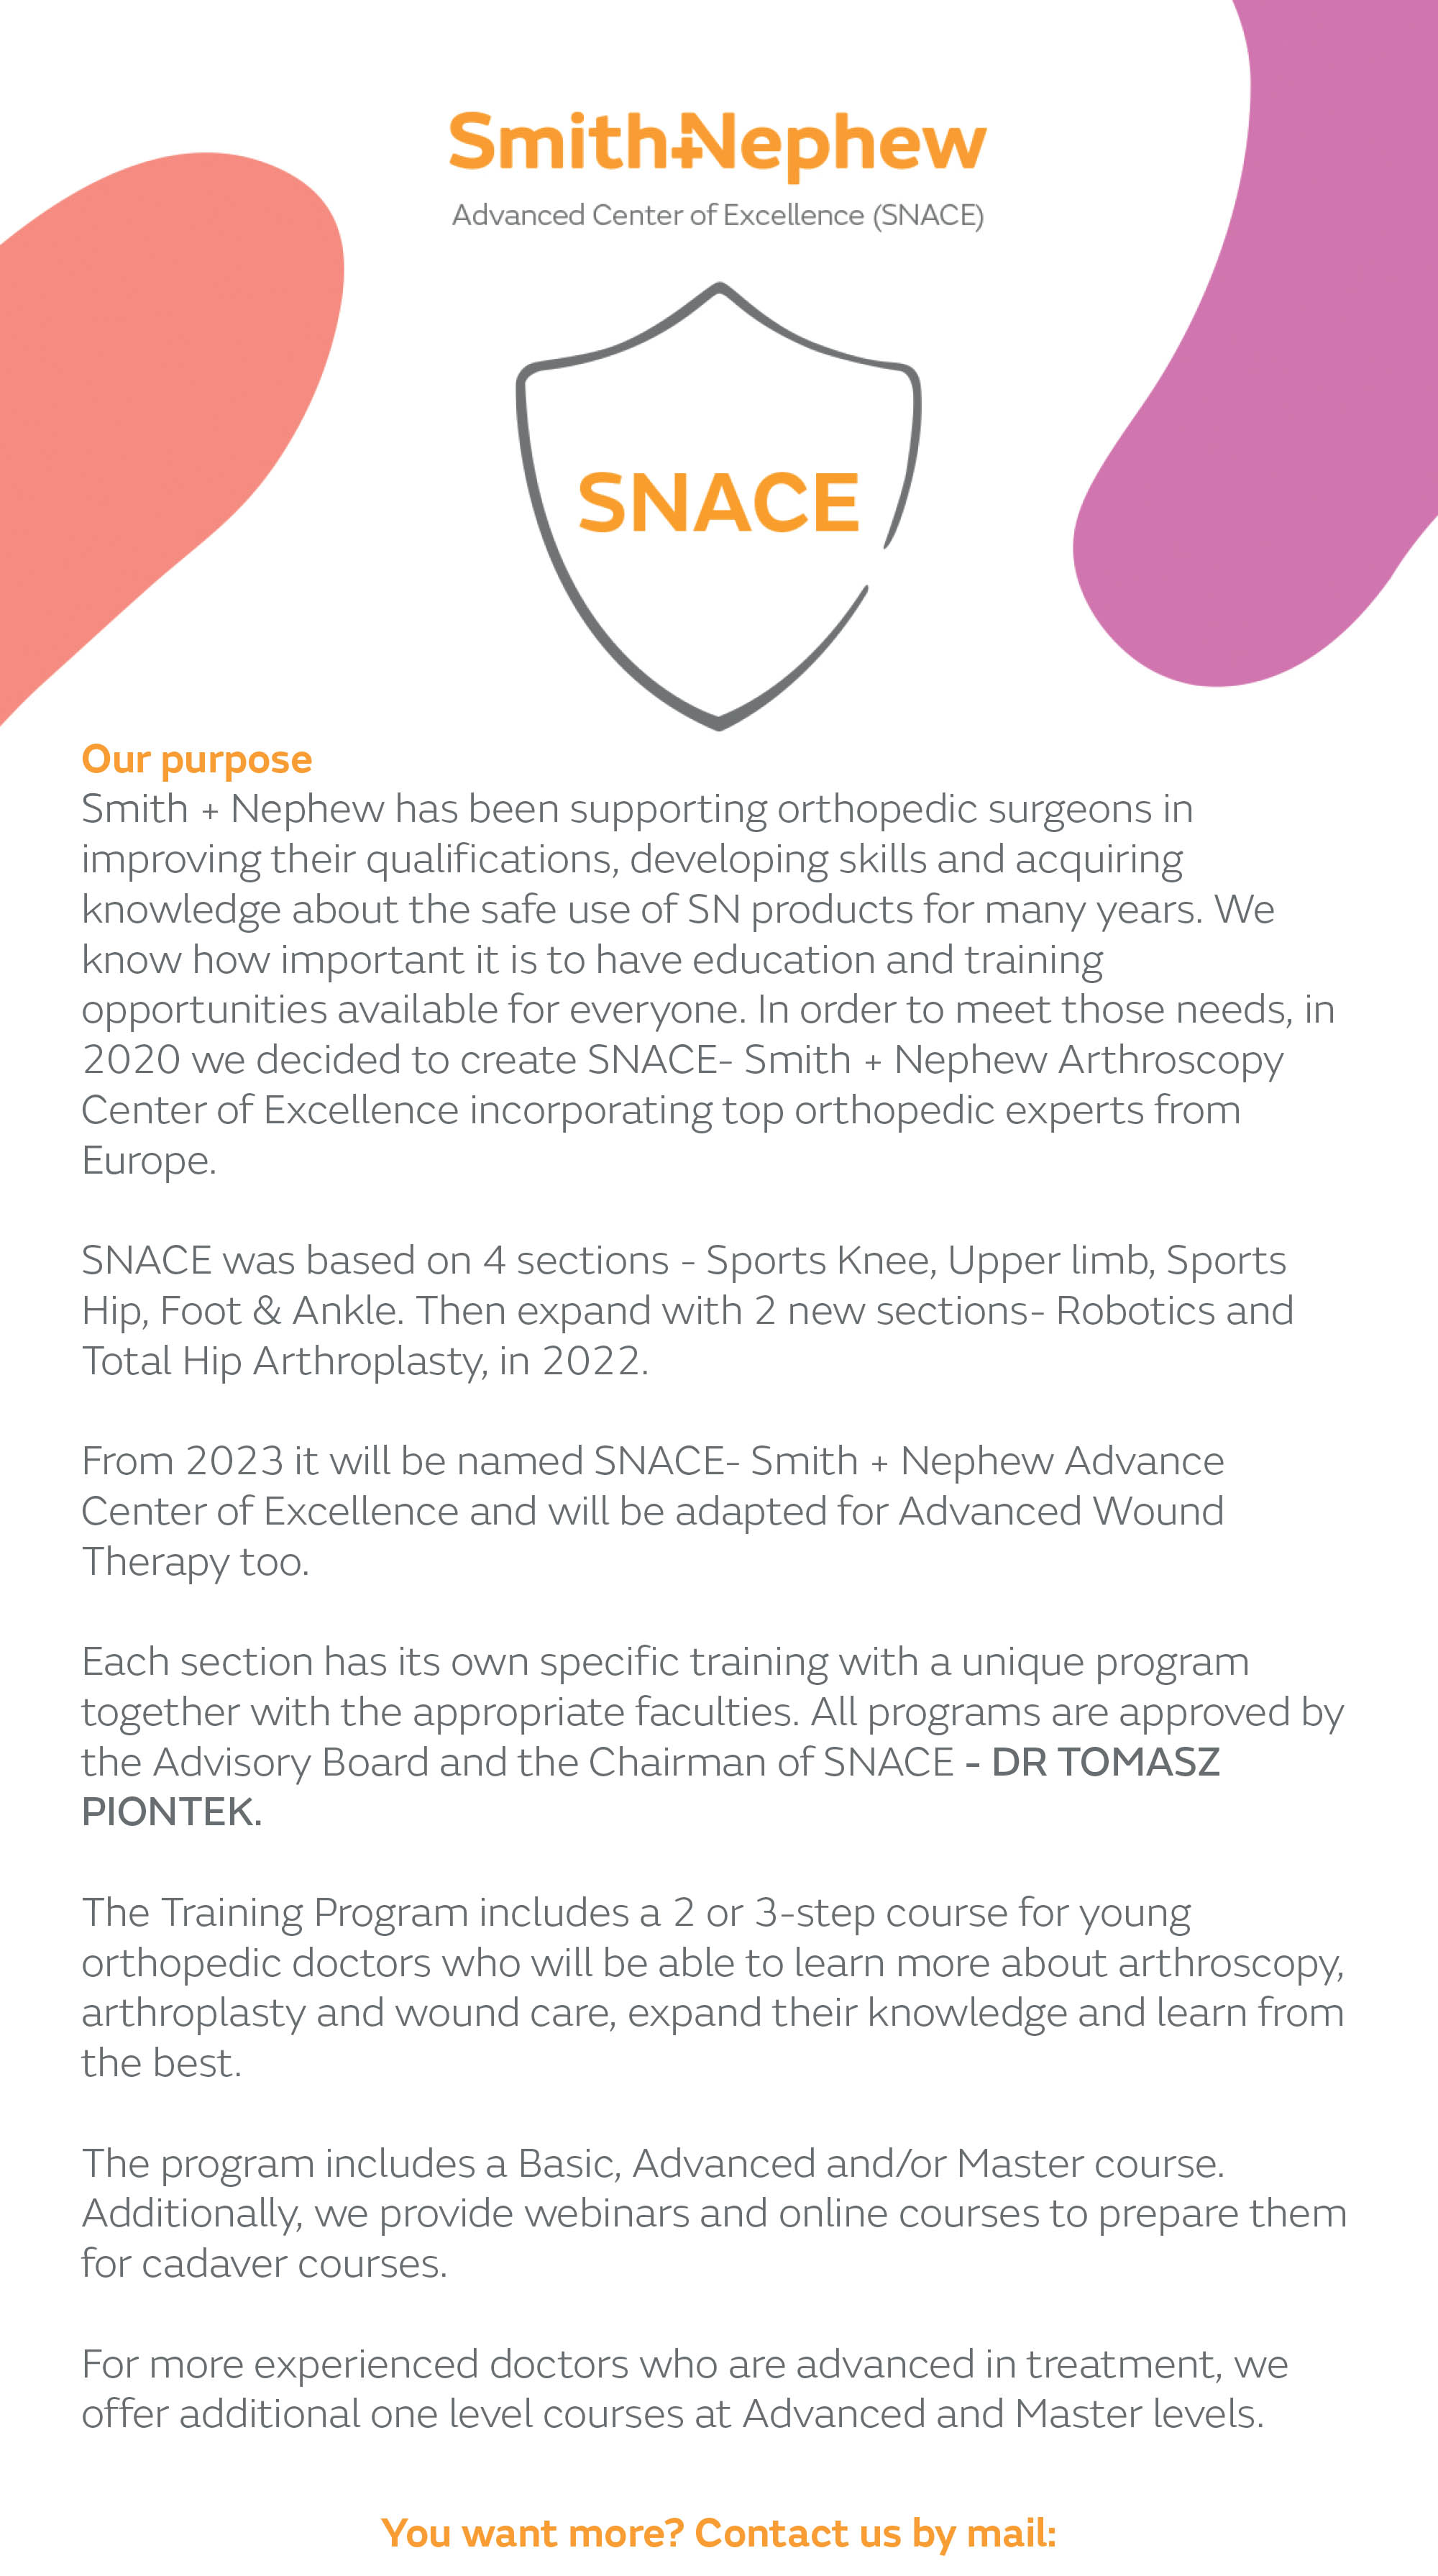 Smith+Nephew
Advanced Center of Excellence (SNACE)
SNACE
Our purpose
Smith + Nephew has been supporting orthopedic surgeons in
improving their qualifications, developing skills and acquiring
knowledge about the safe use of SN products for many years. We
know how important it is to have education and training
opportunities available for everyone. In order to meet those needs, in
2020 we decided to create SNACE- Smith + Nephew Arthroscopy
Center of Excellence incorporating top orthopedic experts from
Europe.
SNACE was based on 4 sections - Sports Knee, Upper limb, Sports
Hip, Foot & Ankle. Then expand with 2 new sections- Robotics and
Total Hip Arthroplasty, in 2022.
From 2023 it will be named SNACE- Smith + Nephew Advance
Center of Excellence and will be adapted for Advanced Wound
Therapy too.
Each section has its own specific training with a unique program
together with the appropriate faculties. All programs are approved by
the Advisory Board and the Chairman of SNACE - DR TOMASZ
PIONTEK.
The Training Program includes a 2 or 3-step course for young
orthopedic doctors who will be able to learn more about arthroscopy,
arthroplasty and wound care, expand their knowledge and learn from
the best.
The program includes a Basic, Advanced and/or Master course.
Additionally, we provide webinars and online courses to prepare them
for cadaver courses.
For more experienced doctors who are advanced in treatment, we
offer additional one level courses at Advanced and Master levels.
You want more? Contact us by mail: